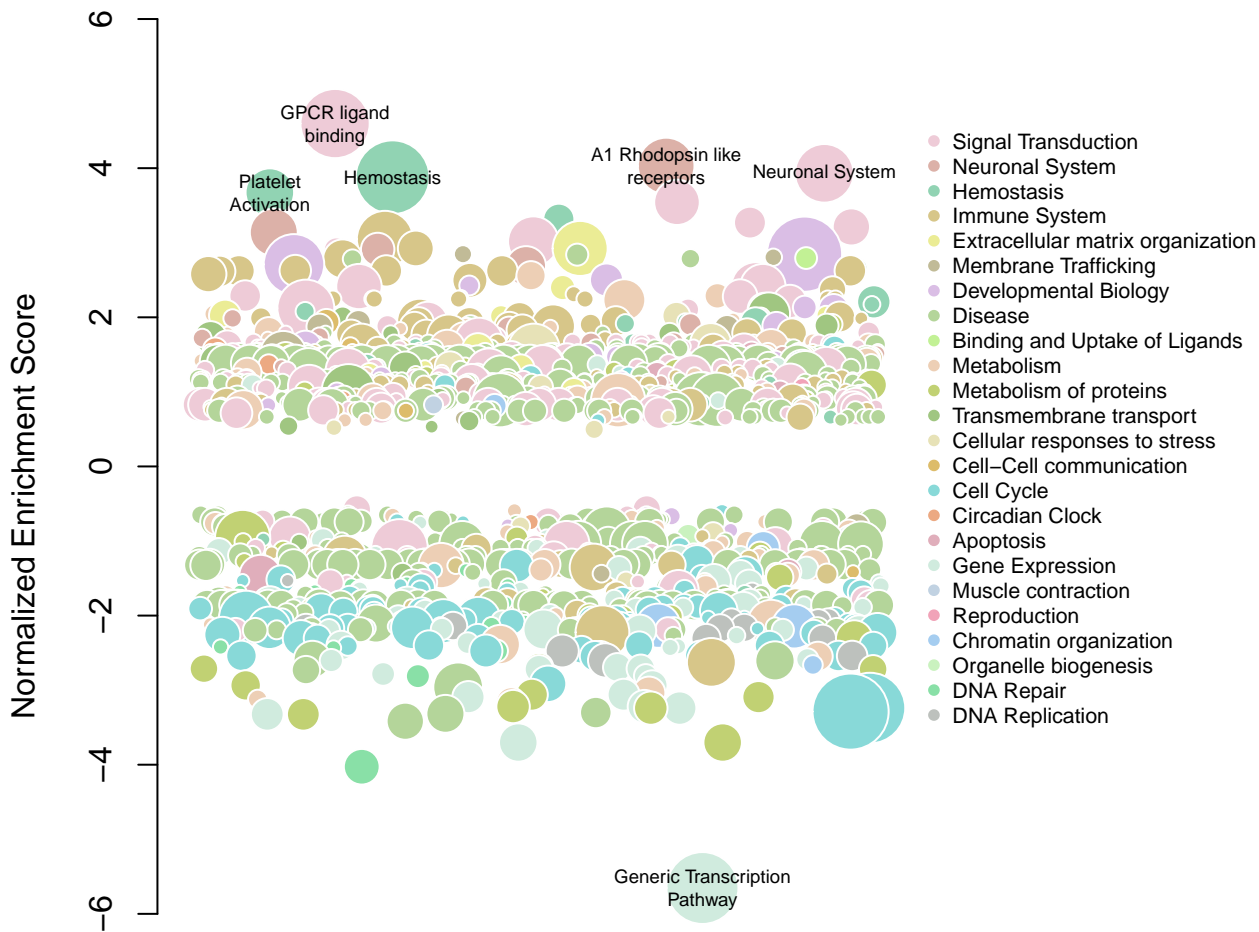 6
4
2
0
−2
−4
−6
Normalized Enrichment Score
GPCR ligand
binding
Platelet
Activation
Hemostasis
A1 Rhodopsin like
receptors
Neuronal System
Generic Transcription
Pathway
Signal Transduction
Neuronal System
Hemostasis
Immune System
Extracellular matrix organization
Membrane Trafficking
Developmental Biology
Disease
Binding and Uptake of Ligands
Metabolism
Metabolism of proteins
Transmembrane transport
Cellular responses to stress
Cell−Cell communication
Cell Cycle
Circadian Clock
Apoptosis
Gene Expression
Muscle contraction
Reproduction
Chromatin organization
Organelle biogenesis
DNA Repair
DNA Replication